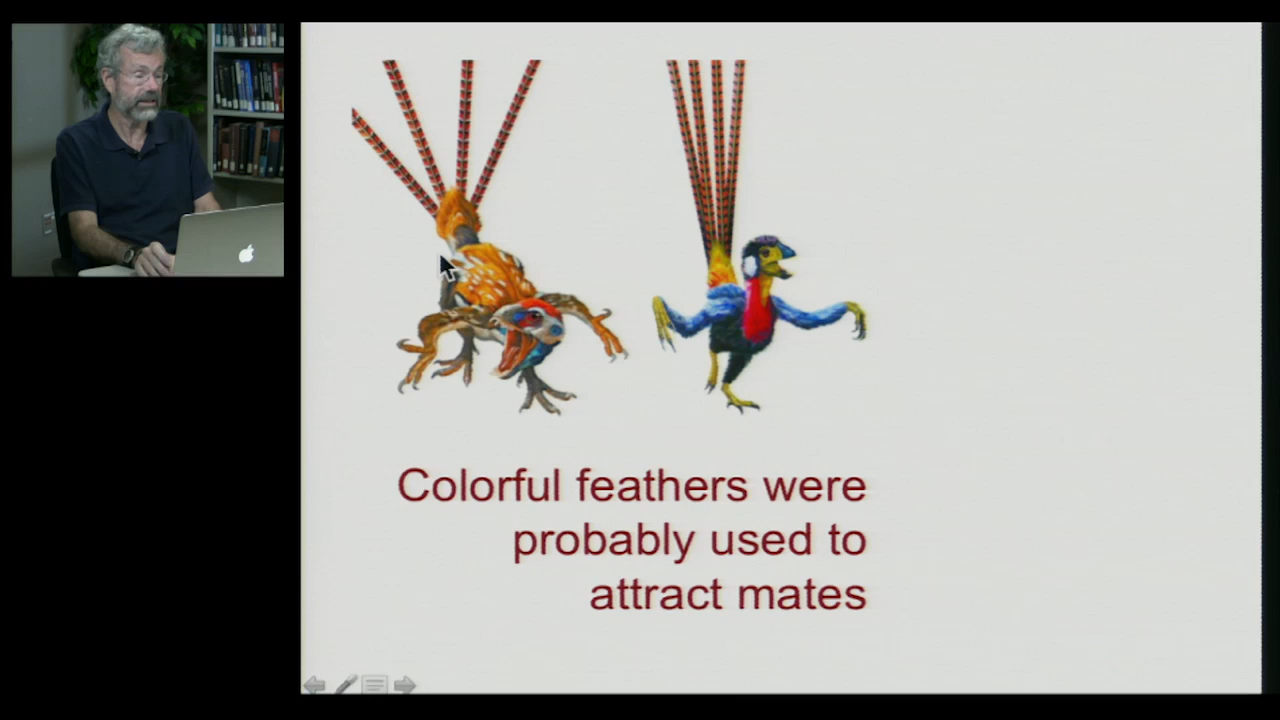 Colorful feathers were
probably used to
attract mates